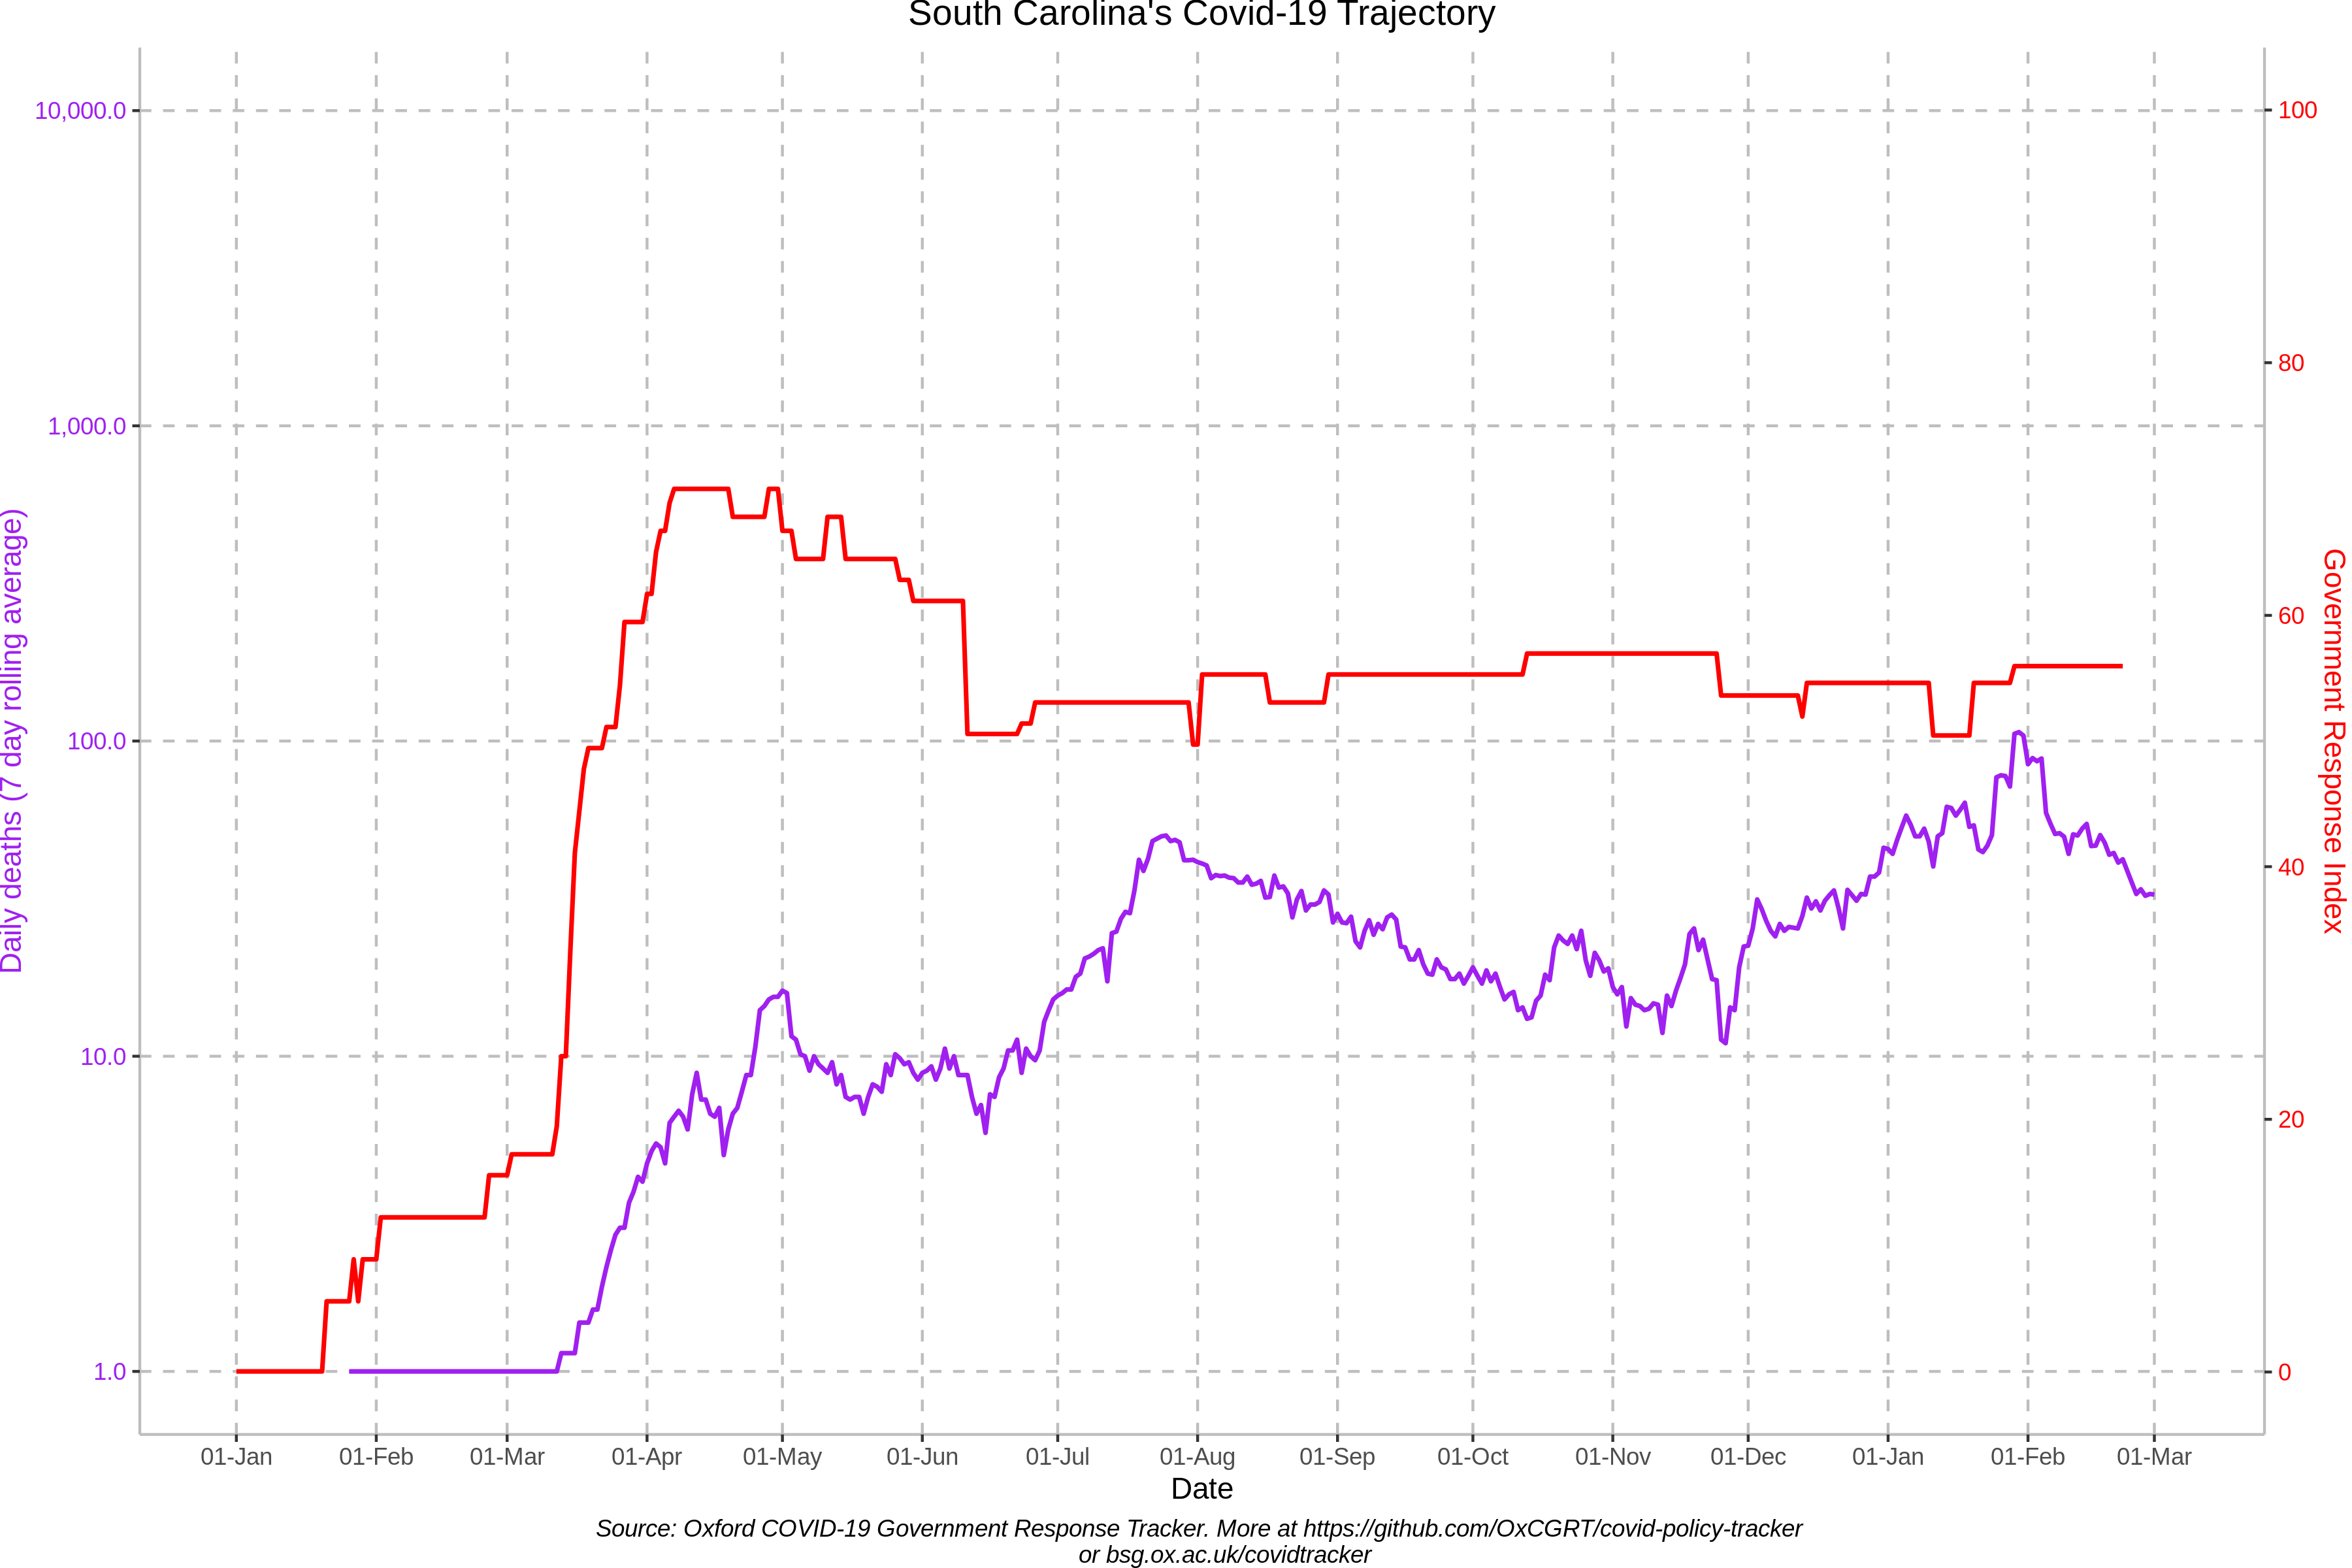 South Carolina's Covid-19 Trajectory
10,000.0
1,000.0
100.0
10.0
1.0
Daily deaths (7 day rolling average)
100
80
60
40
20
0
Government Response Index
01-Jan 01-Feb 01-Mar 01-Apr 01-May 01-Jun 01-Jul 01-Aug 01-Sep 01-Oct 01-Nov 01-Dec 01-Jan 01-Feb 01-Mar
Date
Source: Oxford COVID-19 Government Response Tracker. More at https://github.com/OxCGRT/covid-policy-tracker
or bsg.ox.ac.uk/covidtracker